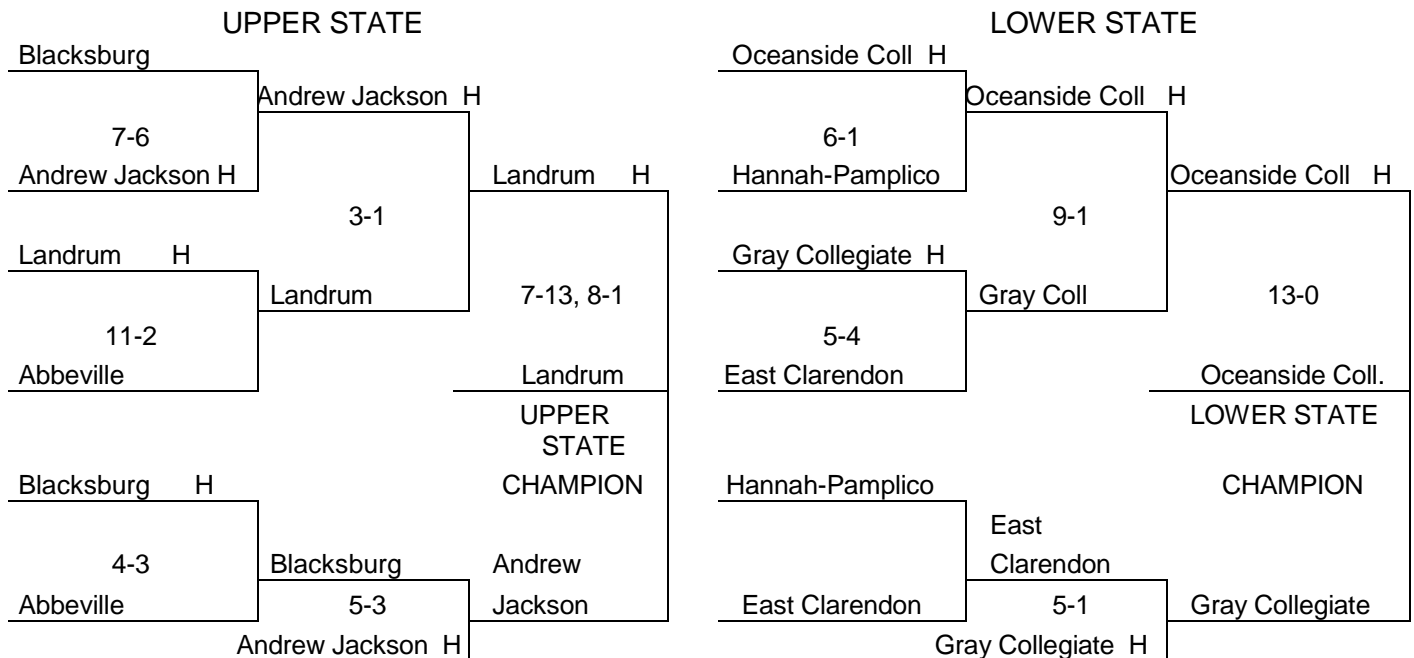 UPPER STATE
LOWER STATE
Blacksburg
Oceanside Coll H
Andrew Jackson H
Oceanside Coll H
7-6
6-1
Andrew Jackson H
Landrum H
Hannah-Pamplico
Oceanside Coll H
3-1
9-1
Landrum H
Gray Collegiate H
Landrum
7-13, 8-1
Gray Coll
13-0
11-2
5-4
Abbeville
Landrum
East Clarendon
Oceanside Coll.
UPPER
STATE
LOWER STATE
Blacksburg H
CHAMPION
Hannah-Pamplico
CHAMPION
East
4-3
Blacksburg
Andrew
Clarendon
Abbeville
5-3
Jackson
East Clarendon
5-1
Gray Collegiate
Andrew Jackson H
Gray Collegiate H